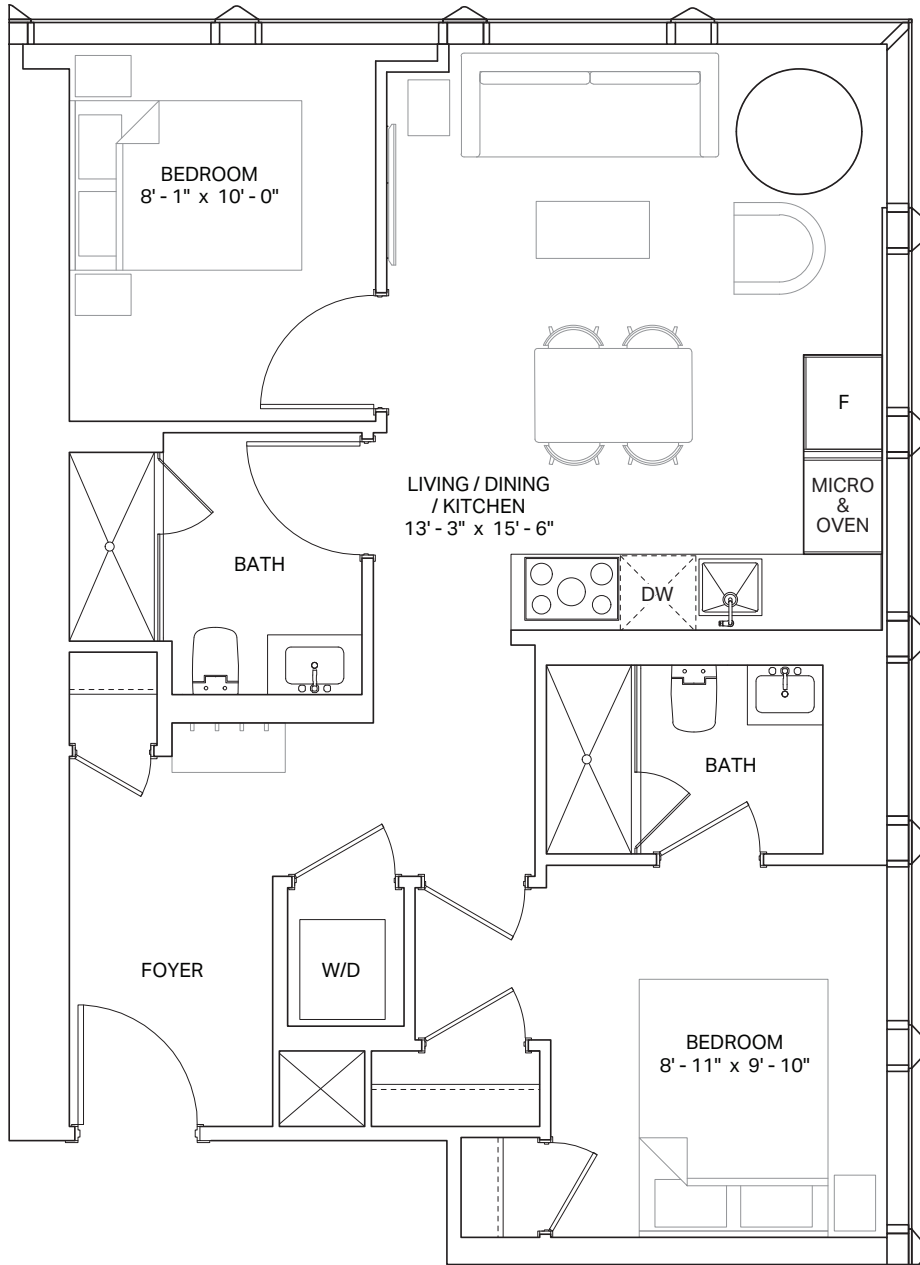 BEDROOM
8' - 1" x 10' - 0"
F
LIVING / DINING
/ KITCHEN
13' - 3" x 15' - 6"
MICRO
&
OVEN
BATH
DW
BATH
FOYER
W/D
BEDROOM
8' - 11" x 9' - 10"